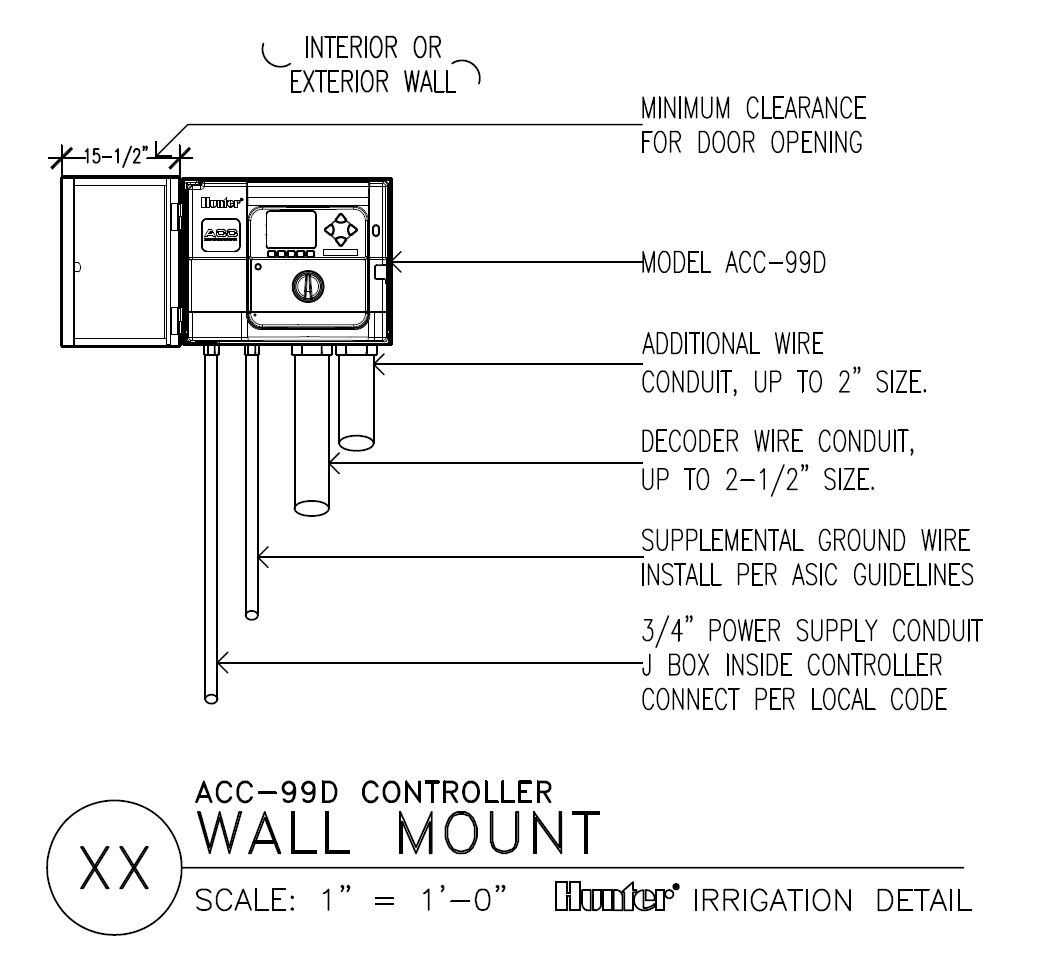 INTERIOR OR
EXTERIOR WALL
MINIMUM CLEARANCE
FOR DOOR OPENING
15-1/2"
Hunter®
ACC
MODEL ACC-99D
ADDITIONAL WIRE
CONDUIT, UP TO 2" SIZE.
DECODER WIRE CONDUIT,
UP TO 2-1/2" SIZE.
SUPPLEMENTAL GROUND WIRE
INSTALL PER ASIC GUIDELINES
3/4" POWER SUPPLY CONDUIT
J BOX INSIDE CONTROLLER
CONNECT PER LOCAL CODE
XX
ACC-99D CONTROLLER
WALL MOUNT
SCALE: 1" = 1'-0" Hunter® IRRIGATION DETAIL